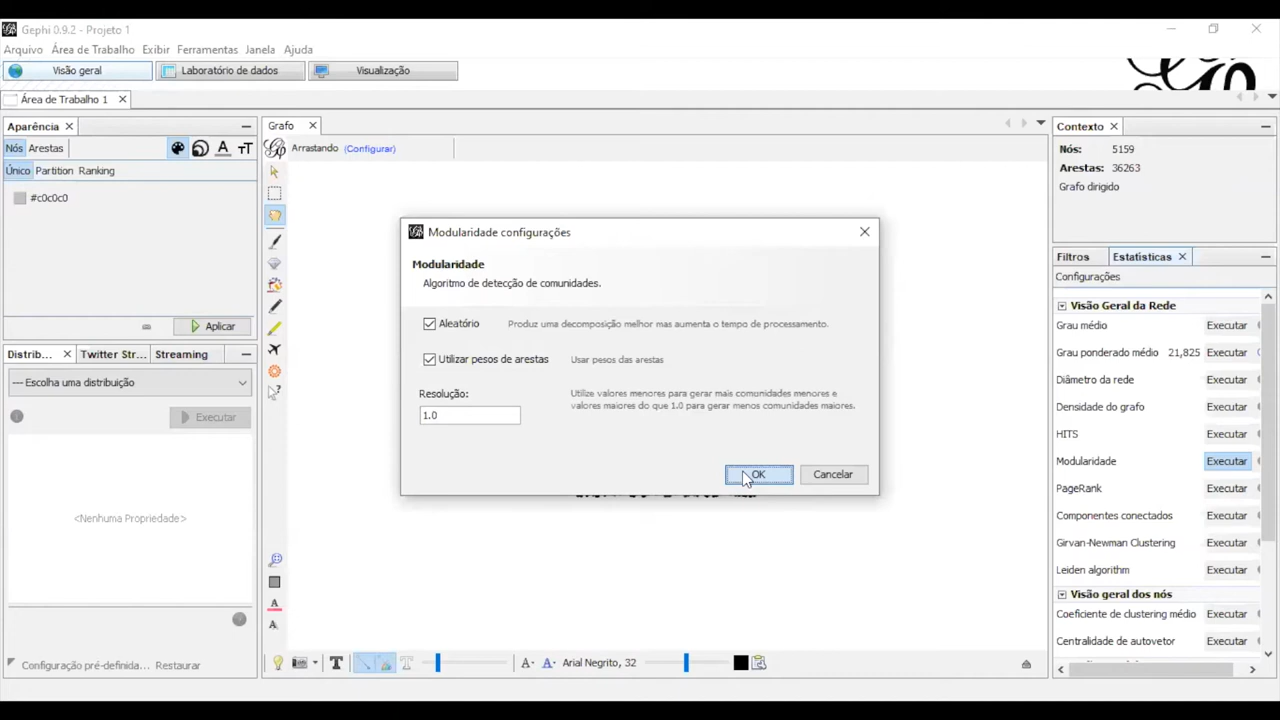 Gephi 0.9.2 - Projeto 1
Arquivo Área de Trabalho Exibir Ferramentas Janela Ajuda
Visão geral Laboratório de dados Visualização
Área de Trabalho 1
Aparência
Nós Arestas
Único Partition Ranking
#c0c0c0
Aplicar
Distrib... Twitter Str... Streaming
--- Escolha uma distribuição
Executar
<Nenhuma Propriedade>
Configuração pré-definida... Restaurar
Grafo
Arrastando (Configurar)
Modularidade configurações
Modularidade
Algoritmo de detecção de comunidades.
Aleatório Produz uma decomposição melhor mas aumenta o tempo de processamento.
Utilizar pesos de arestas Usar pesos das arestas
Resolução:
1.0
Utilize valores menores para gerar mais comunidades menores e
valores maiores do que 1.0 para gerar menos comunidades maiores.
OK Cancelar
Arial Negrito, 32
Contexto
Nós: 5159
Arestas: 36263
Grafo dirigido
Filtros Estatísticas
Configurações
Visão Geral da Rede
Grau médio Executar
Grau ponderado médio 21,825 Executar
Diâmetro da rede Executar
Densidade do grafo Executar
HITS Executar
Modularidade Executar
PageRank Executar
Componentes conectados Executar
Girvan-Newman Clustering Executar
Leiden algorithm Executar
Visão geral dos nós
Coeficiente de clustering médio Executar
Centralidade de autovetor Executar